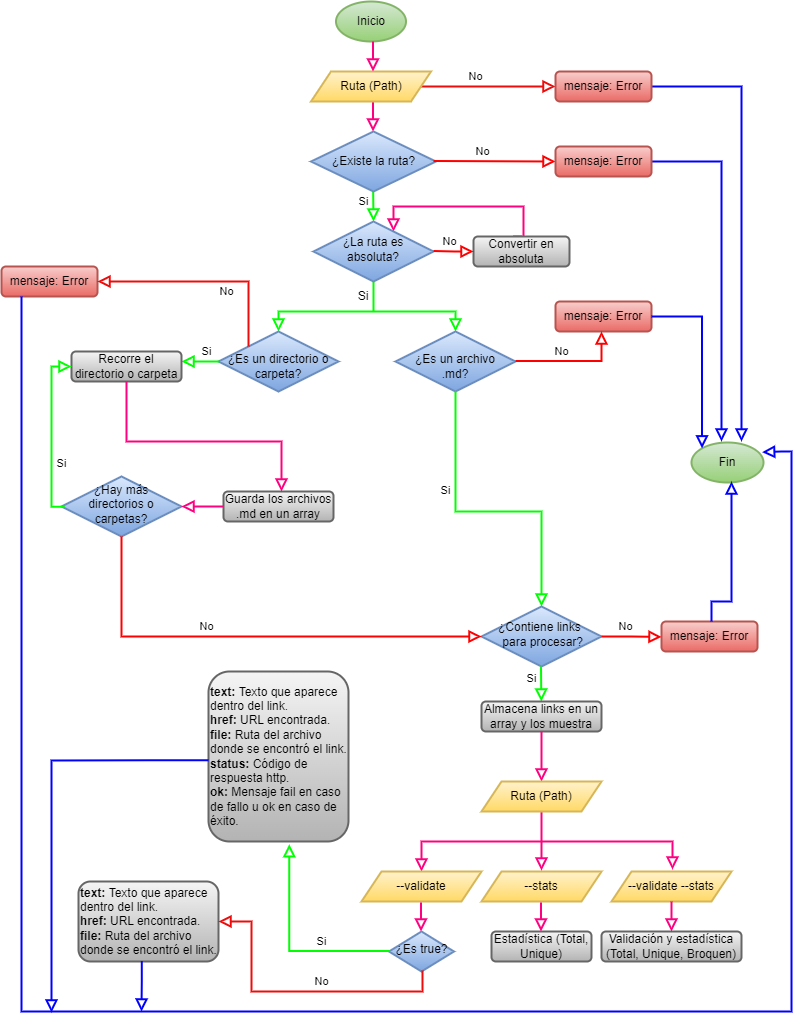 Inicio
Ruta (Path)
No
mensaje: Error
¿Existe la ruta?
No
mensaje: Error
Si
¿La ruta es
absoluta?
No
Convertir en
absoluta
Si
mensaje: Error
No
mensaje: Error
¿Es un directorio o
carpeta?
Si
Recorre el
directorio o carpeta
¿Es un archivo
.md?
No
Fin
Si
¿Hay más
directorios o
carpetas?
Guarda los archivos
.md en un array
Si
No
¿Contiene links
para procesar?
No
mensaje: Error
Si
Almacena links en un
array y los muestra
text: Texto que aparece
dentro del link.
href: URL encontrada.
file: Ruta del archivo
donde se encontró el link.
status: Código de
respuesta http.
ok: Mensaje fail en caso
de fallo u ok en caso de
éxito.
Ruta (Path)
--validate
--stats
--validate --stats
text: Texto que aparece
dentro del link.
href: URL encontrada.
file: Ruta del archivo
donde se encontró el link.
Si
¿Es true?
No
Estadística (Total,
Unique)
Validación y estadística
(Total, Unique, Broquen)